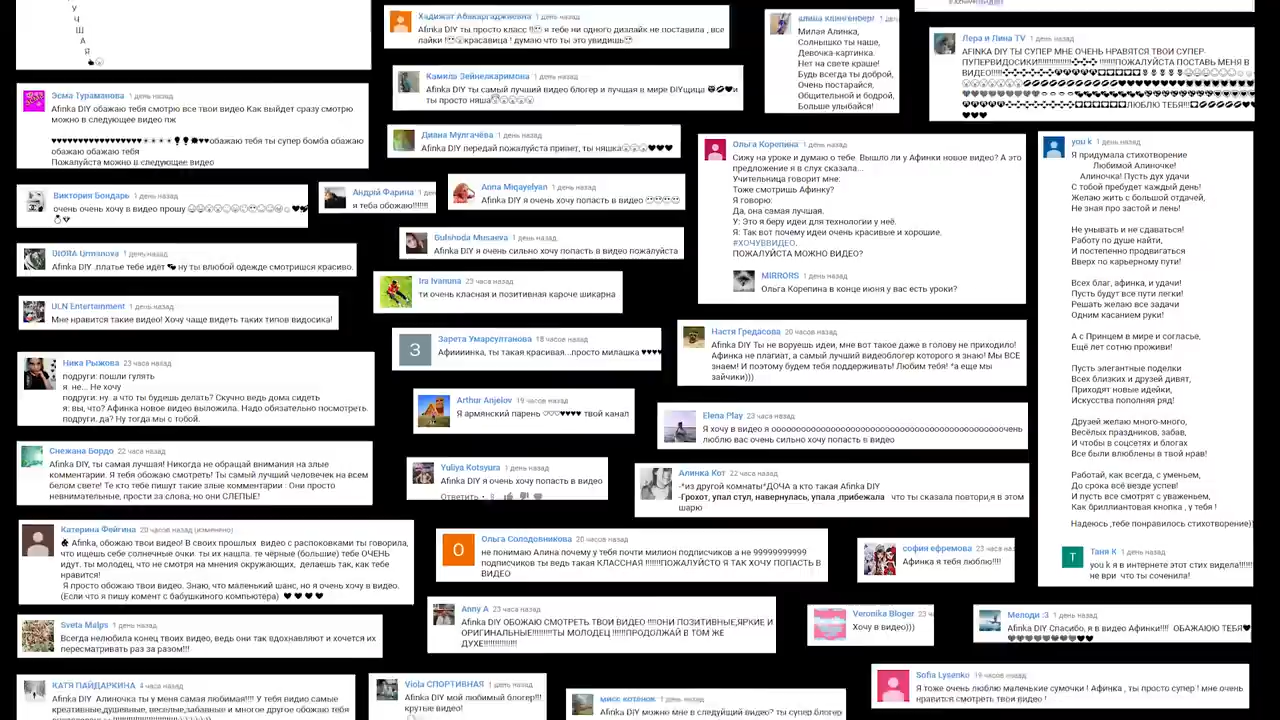 У
Ч
Ш
А
Я
Эсма Тураманова 1 день назад
Afinka DIY обажаю тебя смотрю все твои видео Как выйдет сразу смотрю
можно в следующее видео пж
обажаю тебя ты супер бомба обажаю
обажаю обажаю тебя
Пожалуйста можно в следующее видео
Виктория Бондарь 1 день назад
очень очень хочу в видео прошу
DIORA Urmanova 1 день назад
Afinka DIY .платье тебе идёт ну ты влюбой одежде смотришся красиво.
ULN Entertainment 1 день назад
Мне нравится такие видео! Хочу чаще видеть таких типов видосика!
Ника Рыжова 23 часа назад
подруги: пошли гулять
я. не... Не хочу
подруги: ну. а что ты будешь делать? Скучно ведь дома сидеть
я: вы, что? Афинка новое видео выложила. Надо обязательно посмотреть.
подруги. да? Ну тогда мы с тобой.
Снежана Бордо 22 часа назад
Afinka DIY, ты самая лучшая! Никогда не обращай внимания на злые
комментарии. Я тебя обожаю смотреть! Ты самый лучший человечек на всем
белом свете! Те кто тебе пишут такие злые комментарии : Они просто
невнимательные, прости за слова, но они СЛЕПЫЕ!
Катерина Фейгина 20 часов назад (изменено)
Afinka, обожаю твои видео! В своих прошлых видео с распоковками ты говорила,
что ищешь себе солнечные очки. ты их нашла. те чёрные (большие) тебе ОЧЕНЬ
идут, ты молодец, что не смотря на мнения окружающих, делаешь так, как тебе
нравится!
Я просто обожаю твои видео. Знаю, что маленький шанс, но я очень хочу в видео.
(Если что я пишу комент с бабушкиного компьютера)
Sveta Malps 1 день назад
Всегда нелюбила конец твоих видео, ведь они так вдохновляют и хочется их
пересматривать раз за разом!!!
КАТЯ ПАЙДАРКИНА 4 часа назад
Afinka DIY Алиночка ты у меня самая любимая!!!! У тебя видио самые
креативные,душевные, веселые,забавные и многое другое обожаю тебя
Хадижат Абакаргаджиевна 1 день назад
Afinka DIY ты просто класс !! я тебе ни одного дизлайк не поставила , все
лайки ! красавица ! думаю что ты это увидишь
Камила Зейнелкаримова 1 день назад
Afinka DIY ты самый лучший видео блогер и лучшая в мире DIYщица и
ты просто няша
Диана Мулгачёва 1 день назад
Afinka DIY передай пожалуйста привет, ты няшка
Андрій Фарина 1 ден
я теба обажаю!!!!!!!
Anna Miqayelyan 1 день назад
Afinka DIY я очень хочу попасть в видео
Gulshoda Musaeva 1 день назад
Afinka DIY я очень сильно хочу попасть в видео пожалуйста
Ira Ivanuna 23 часа назад
ти очень класная и позитивная кароче шикарна
З
Зарета Умарсултанова 18 часов назад
Афиииинка, ты такая красивая...просто милашка
Arthur Anjelov 19 часов назад
Я армянский парень твой канал
Yuliya Kotsyura 1 день назад
Afinka DIY я очень хочу попасть в видео
Ответить
О
Ольга Солодовникова 20 часов назад
не понимаю Алина почему у тебя почти милион подписчиков а не 99999999999
подписчиков ты ведь такая КЛАССНАЯ !!!!!!!ПОЖАЛУЙСТО Я ТАК ХОЧУ ПОПАСТЬ В
ВИДЕО
Anny A 23 часа назад
Afinka DIY ОБАЖАЮ СМОТРЕТЬ ТВОИ ВИДЕО !!!!ОНИ ПОЗИТИВНЫЕ,ЯРКИЕ И
ОРИГИНАЛЬНЫЕ!!!!!!!!!!ТЫ МОЛОДЕЦ !!!!!!ПРОДОЛЖАЙ В ТОМ ЖЕ
ДУХЕ!!!!!!!!!!!!!!!
Viola СПОРТИВНАЯ 1 день назад
Afinka DIY мой любимый блогер!!!
крутые видео!
мисс котёнок 1 день назад
Afinka DIY можно мне в следуйщий видео? ты супер.блогер
Алиша Клингенберг 1 д
Милая Алинка,
Солнышко ты наше,
Девочка-картинка.
Нет на свете краше!
Будь всегда ты доброй,
Очень постарайся,
Общительной и бодрой,
Больше улыбайся!
Лера и Лина TV 1 день назад
AFINKA DIY ТЫ СУПЕР МНЕ ОЧЕНЬ НРАВЯТСЯ ТВОИ СУПЕР-
ПУПЕРВИДОСИКИ!!!!!!!!!!!!!! !!!!!!!ПОЖАЛУЙСТА ПОСТАВЬ МЕНЯ В
ВИДЕО!!!!
ЛЮБЛЮ ТЕБЯ!!!
Ольга Корепина 1 день назад
Сижу на уроке и думаю о тебе. Вышло ли у Афинки новое видео? А это
предложение я в слух сказала...
Учительница говорит мне:
Тоже смотришь Афинку?
Я говорю:
Да, она самая лучшая.
У: Это я беру идеи для технологии у неё.
Я: Так вот почему идеи очень красивые и хорошие.
#ХОЧУВВИДЕО.
ПОЖАЛУЙСТА МОЖНО ВИДЕО?
MIRRORS 1 день назад
Ольга Корепина в конце июня у вас есть уроки?
Настя Гредасова 20 часов назад
Afinka DIY Ты не воруешь идеи, мне вот такое даже в голову не приходило!
Афинка не плагиат, а самый лучший видеоблогер которого я знаю! Мы ВСЕ
знаем! И поэтому будем тебя поддерживать! Любим тебя! *а еще мы
зайчики)))
Elena Play 23 часа назад
Я хочу в видео я ооооооооооооооооооооооооооооооооооооооооочень
люблю вас очень сильно хочу попасть в видео
Алинка Кот 22 часа назад
-*из другой комнаты*ДОЧА а кто такая Afinka DIY
-Грохот, упал стул, навернулась, упала ,прибежала что ты сказала повтори,я в этом
шарю
софия ефремова 23 часа на
Афинка я тебя люблю!!!!
Veronika Bloger 23 ч
Хочу в видео)))
Мелоди :3 1 день назад
Afinka DIY Спасибо, я в видео Афинки!!!! ОБАЖАЮЮ ТЕБЯ
Sofia Lysenko 19 часов назад
Я тоже очень люблю маленькие сумочки ! Афинка , ты просто супер ! мне очень
нравится смотреть твои видео !
you k 1 день назад
Я придумала стихотворение
Любимой Алиночке!
Алиночка! Пусть дух удачи
С тобой пребудет каждый день!
Желаю жить с большой отдачей,
Не зная про застой и лень!
Не унывать и не сдаваться!
Работу по душе найти,
И постепенно продвигаться
Вверх по карьерному пути!
Всех благ, афинка, и удачи!
Пусть будут все пути легки!
Решать желаю все задачи
Одним касанием руки!
А с Принцем в мире и согласье,
Ещё лет сотню проживи!
Пусть элегантные поделки
Всех близких и друзей дивят,
Приходят новые идейки,
Искусства пополняя ряд!
Друзей желаю много-много,
Весёлых праздников, забав,
И чтобы в соцсетях и блогах
Все были влюблены в твой нрав!
Работай, как всегда, с уменьем,
До срока всё везде успев!
И пусть все смотрят с уваженьем,
Как бриллиантовая кнопка , у тебя !
Надеюсь ,тебе понравилось стихотворение)
Т
Таня К 1 день назад
you k я в интернете этот стих видела!!!!!!
не ври что ты сочинила!